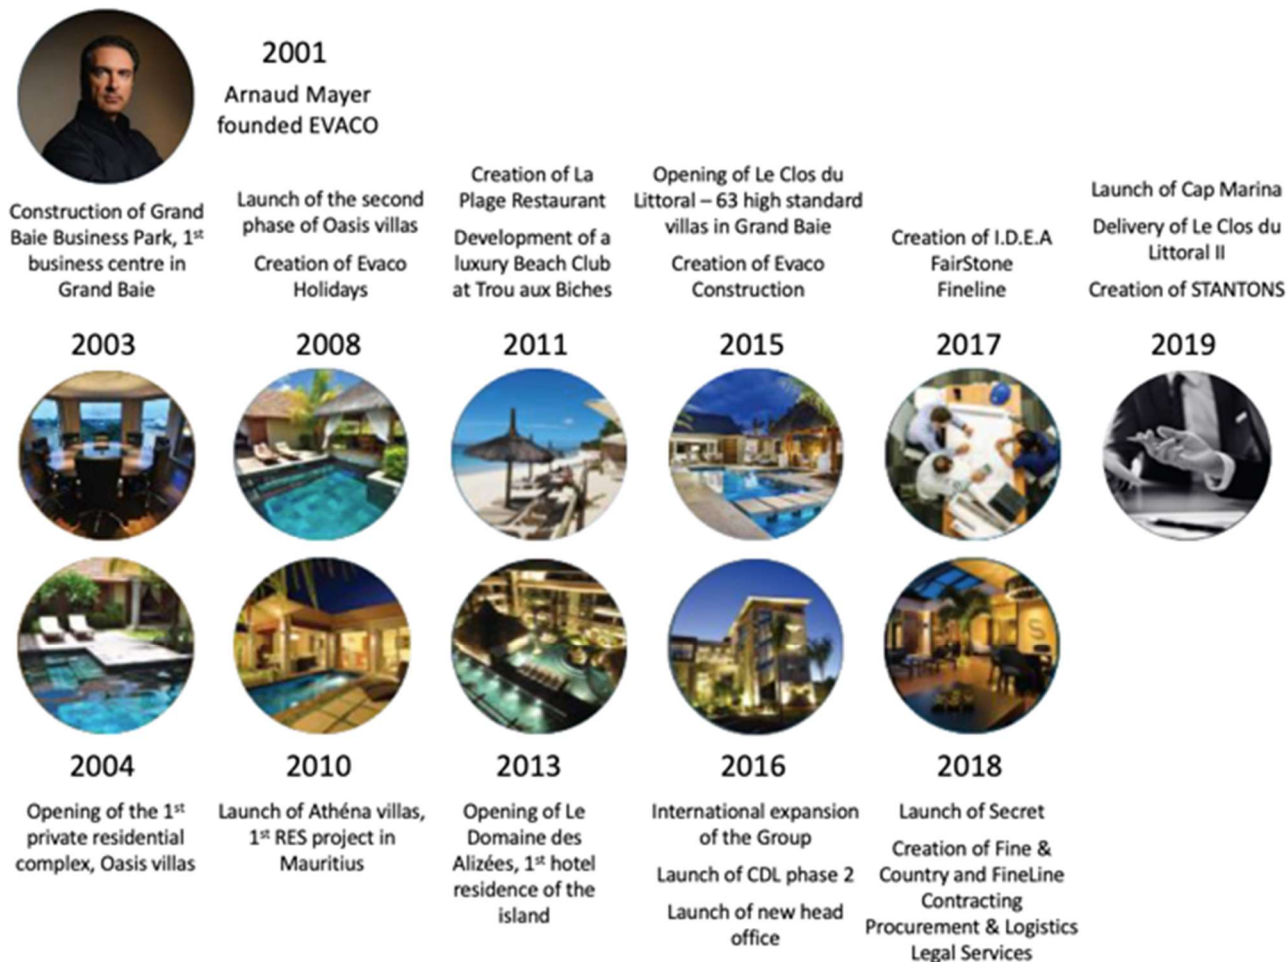 2001
Arnaud Mayer
founded EVACO
Construction of Grand
Baie Business Park, 1st
business centre in
Grand Baie
2003
Launch of the second
phase of Oasis villas
Creation of Evaco
Holidays
2008
Creation of La
Plage Restaurant
Development of a
luxury Beach Club
at Trou aux Biches
2011
Opening of Le Clos du
Littoral – 63 high standard
villas in Grand Baie
Creation of Evaco
Construction
2015
Creation of I.D.E.A
FairStone
Fineline
2017
Launch of Cap Marina
Delivery of Le Clos du
Littoral II
Creation of STANTONS
2019
2004
Opening of the 1st
private residential
complex, Oasis villas
2010
Launch of Athéna villas,
1st RES project in
Mauritius
2013
Opening of Le
Domaine des
Alizées, 1st hotel
residence of the
island
2016
International expansion
of the Group
Launch of CDL phase 2
Launch of new head
office
S
2018
Launch of Secret
Creation of Fine &
Country and FineLine
Contracting
Procurement & Logistics
Legal Services